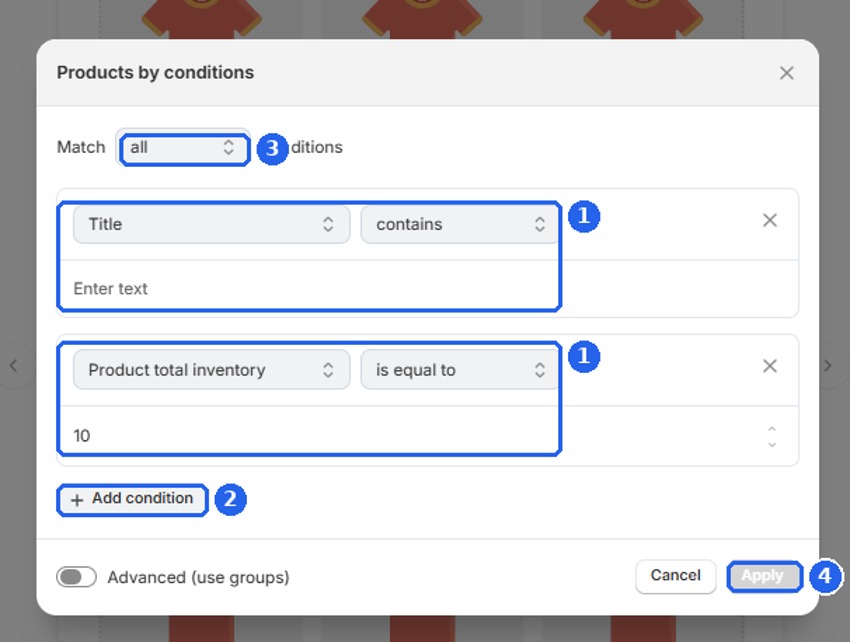 Products by conditions
Match all 3 ditions
Title contains 1
Enter text
Product total inventory is equal to 1
10
+ Add condition 2
Advanced (use groups) Cancel Apply 4